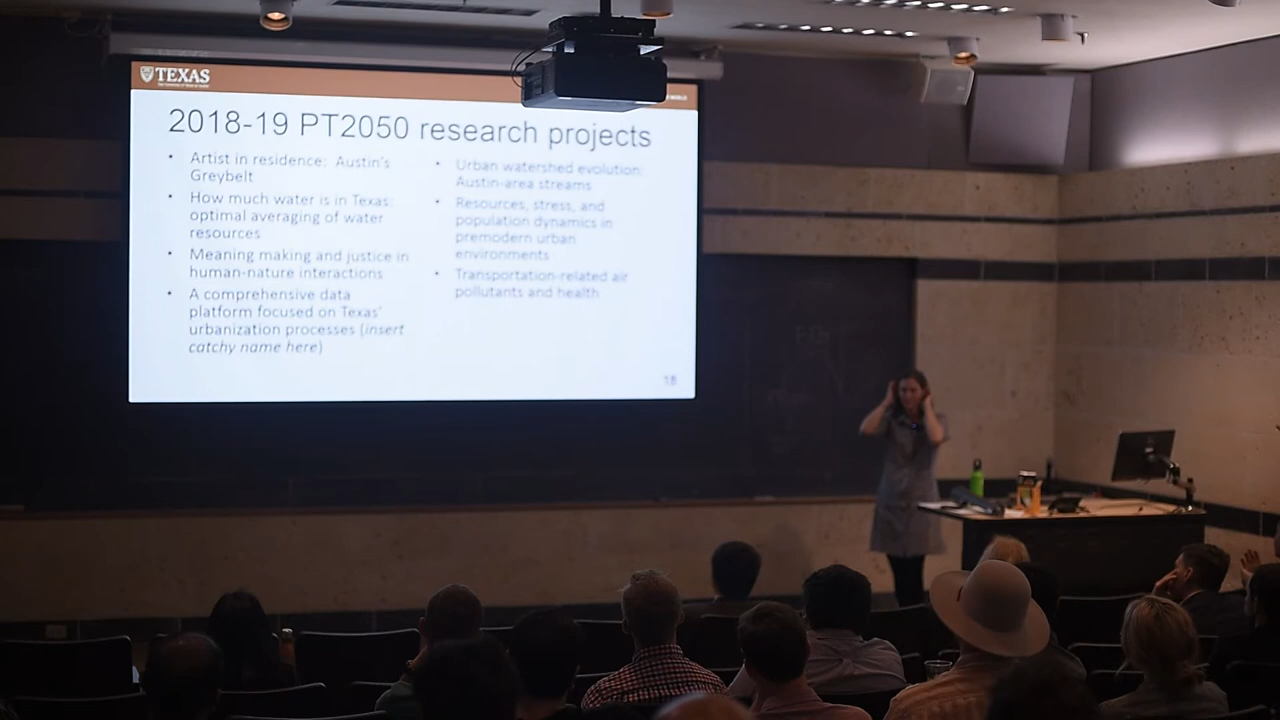 TEXAS
WORLD
2018-19 PT2050 research projects
• Artist in residence: Austin's
Greybelt
• How much water is in Texas:
optimal averaging of water
resources
• Meaning making and justice in
human-nature interactions
• A comprehensive data
platform focused on Texas'
urbanization processes (insert
catchy name here)
• Urban watershed evolution:
Austin-area streams
• Resources, stress, and
population dynamics in
premodern urban
environments
• Transportation-related air
pollutants and health
18